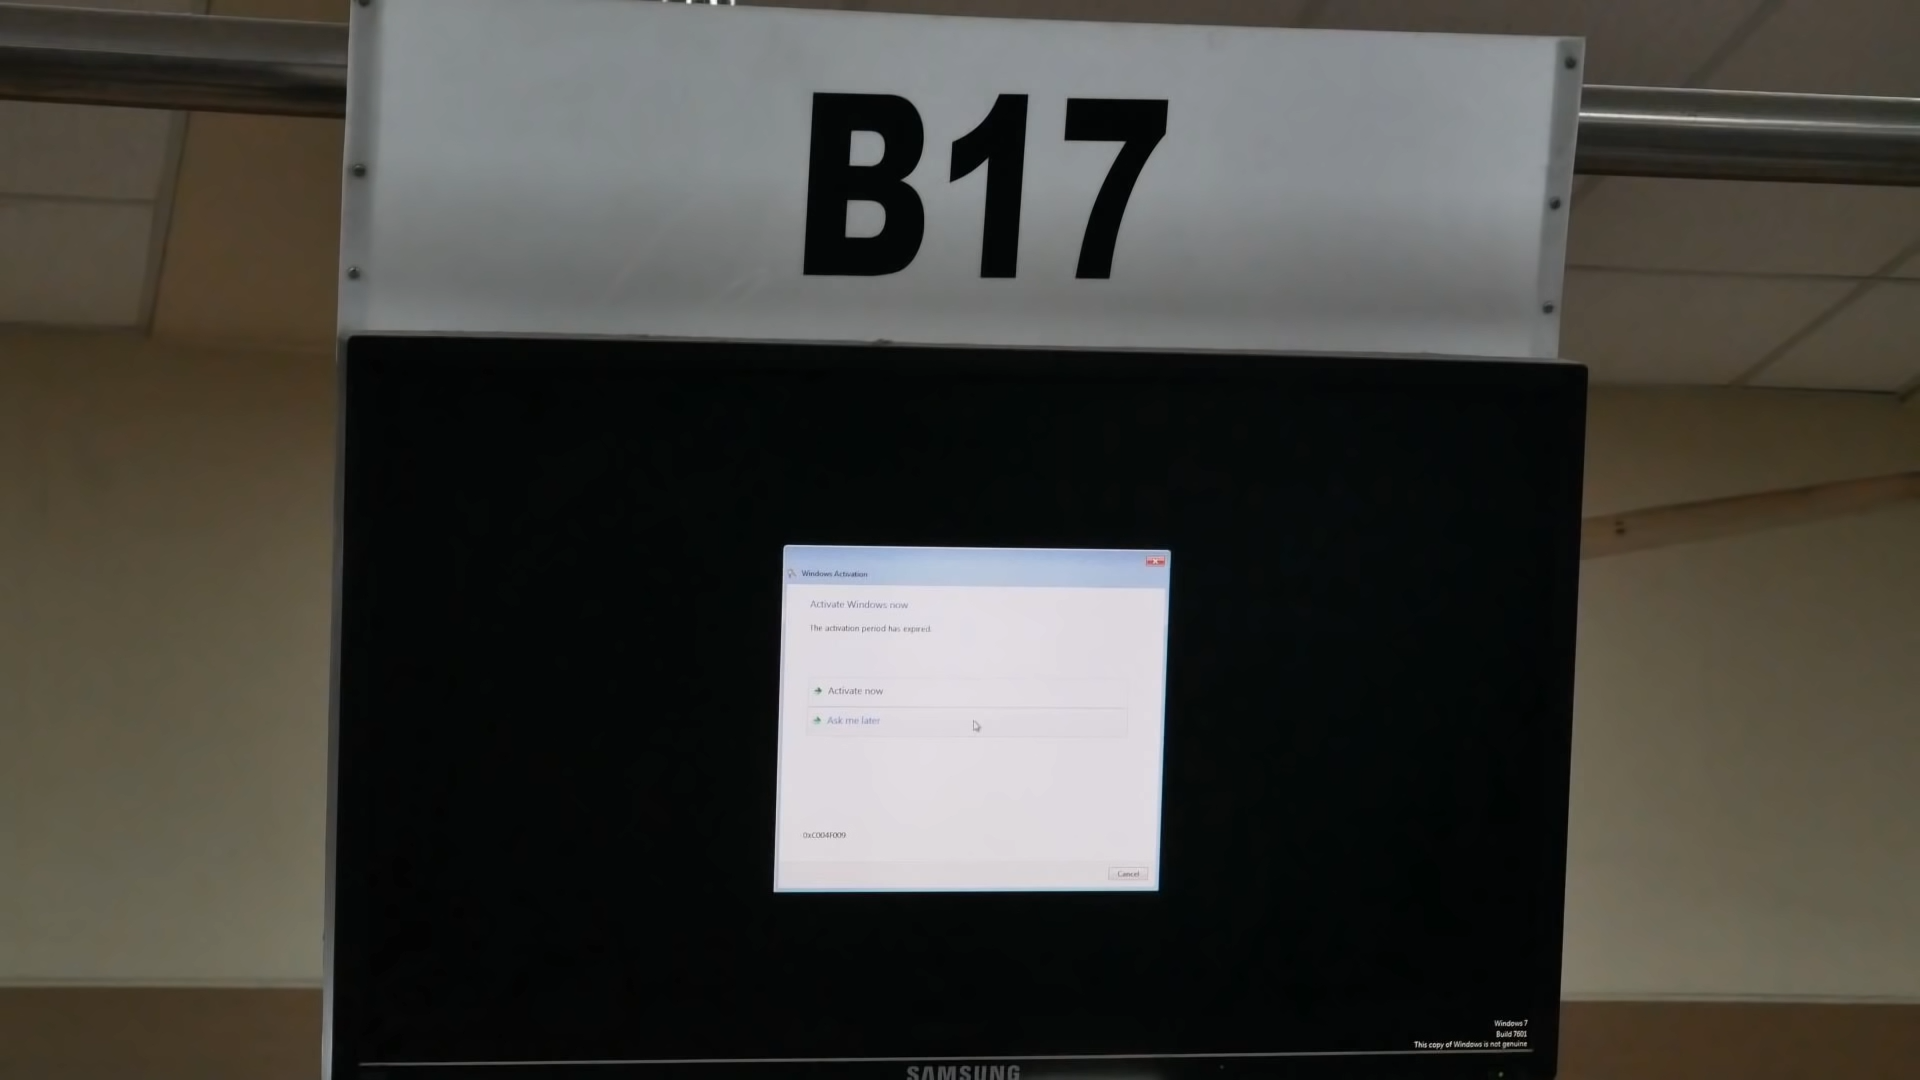 B17
Windows Activation
Activate Windows now
The activation period has expired.
Activate now
Ask me later
0xC004F009
Cancel
Windows 7
Build 7601
This copy of Windows is not genuine
SAMSUNG